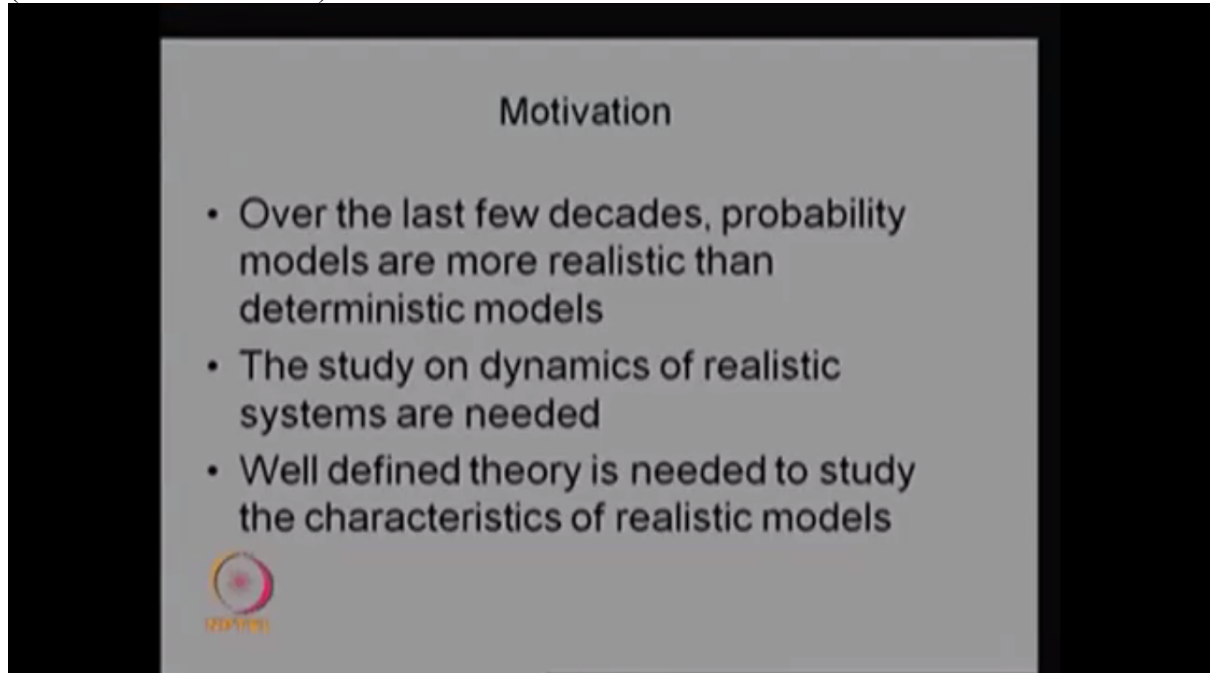 Motivation
• Over the last few decades, probability
models are more realistic than
deterministic models
• The study on dynamics of realistic
systems are needed
• Well defined theory is needed to study
the characteristics of realistic models
NPTEL